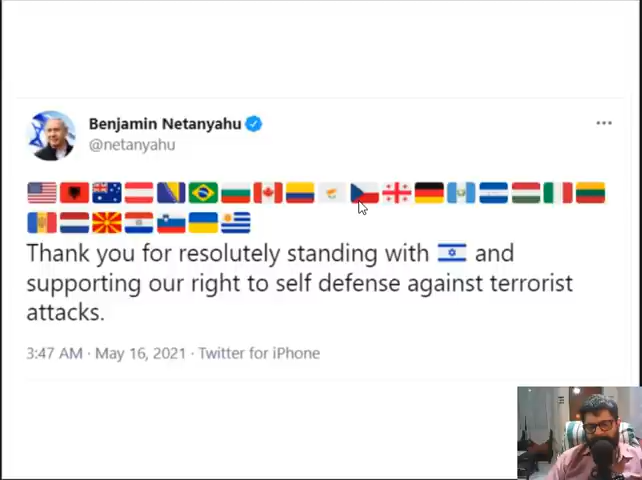 Benjamin Netanyahu
@netanyahu
🇺🇸🇦🇱🇦🇺🇦🇹🇧🇦🇧🇷🇧🇬🇨🇦🇨🇴🇨🇾🇨🇿🇬🇪🇩🇪🇬🇹🇭🇳🇭🇺🇮🇹🇱🇹
🇲🇩🇳🇱🇲🇰🇵🇾🇸🇮🇺🇦🇺🇾
Thank you for resolutely standing with 🇮🇱 and
supporting our right to self defense against terrorist
attacks.
3:47 AM · May 16, 2021 · Twitter for iPhone